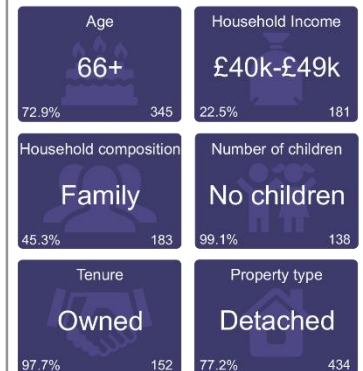 Age
66+
72.9% 345
Household Income
£40k-£49k
22.5% 181
Household composition
Family
45.3% 183
Number of children
No children
99.1% 138
Tenure
Owned
97.7% 152
Property type
Detached
77.2% 434